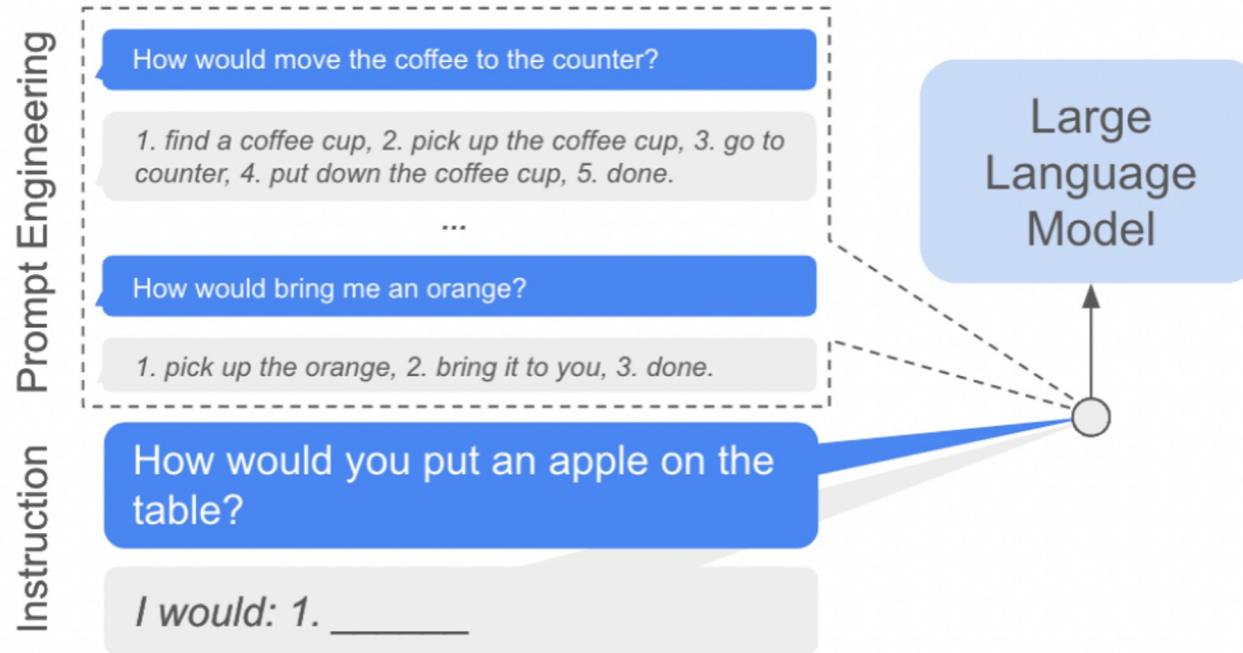 Prompt Engineering
How would move the coffee to the counter?
1. find a coffee cup, 2. pick up the coffee cup, 3. go to
counter, 4. put down the coffee cup, 5. done.
...
How would bring me an orange?
1. pick up the orange, 2. bring it to you, 3. done.
Instruction
How would you put an apple on the
table?
I would: 1. ______
Large
Language
Model